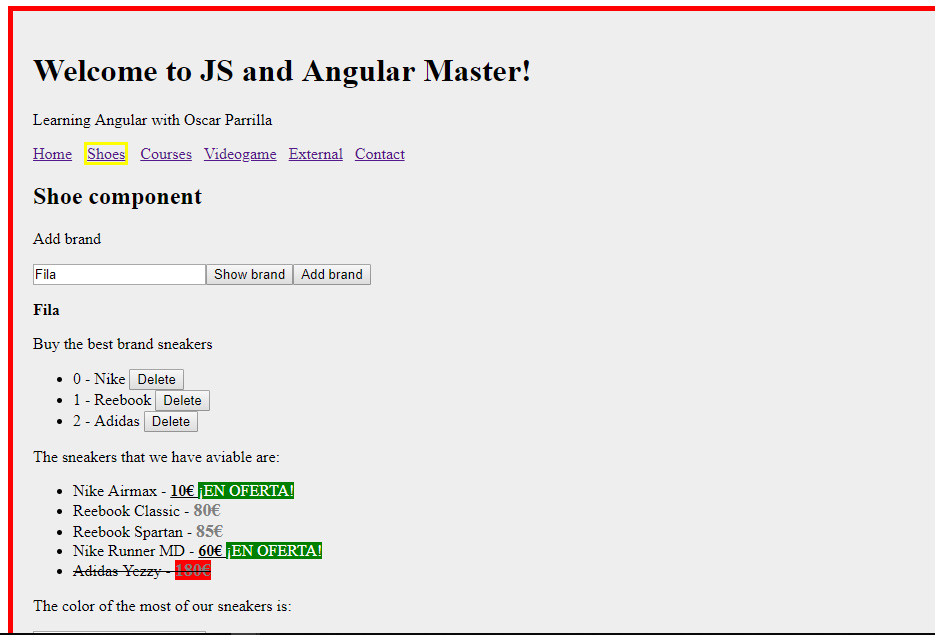 Welcome to JS and Angular Master!
Learning Angular with Oscar Parrilla
Home Shoes Courses Videogame External Contact
Shoe component
Add brand
Fila Show brand Add brand
Fila
Buy the best brand sneakers
0 - Nike Delete
1 - Reebook Delete
2 - Adidas Delete
The sneakers that we have aviable are:
Nike Airmax - 10€ ¡EN OFERTA!
Reebook Classic - 80€
Reebook Spartan - 85€
Nike Runner MD - 60€ ¡EN OFERTA!
Adidas Yezzy - 180€
The color of the most of our sneakers is: